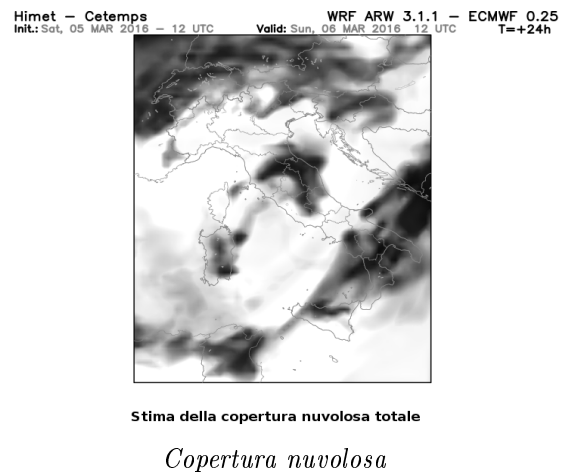 Himet – Cetemps WRF ARW 3.1.1 – ECMWF 0.25
Init.: Sat, 05 MAR 2016 – 12 UTC Valid: Sun, 06 MAR 2016 12 UTC T=+24h
Stima della copertura nuvolosa totale
Copertura nuvolosa